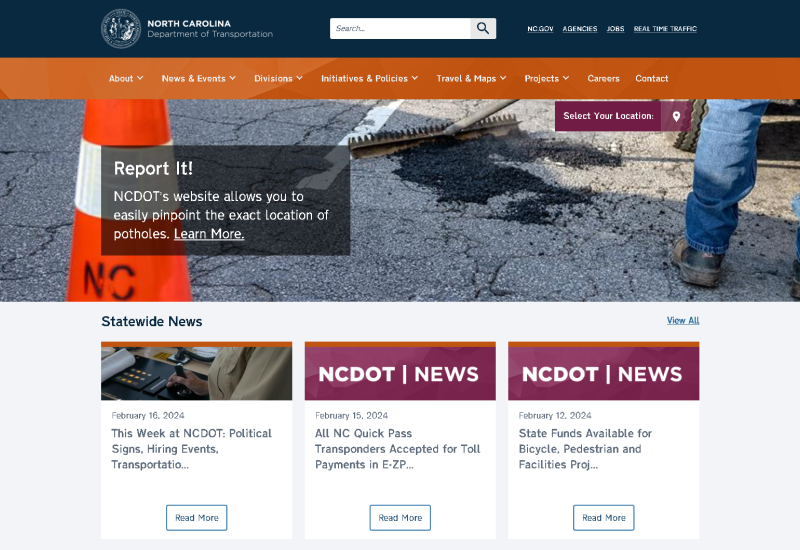 NORTH CAROLINA
Department of Transportation
Search...
NC.GOV AGENCIES JOBS REAL TIME TRAFFIC
About News & Events Divisions Initiatives & Policies Travel & Maps Projects Careers Contact
Select Your Location:
Report It!
NCDOT's website allows you to
easily pinpoint the exact location of
potholes. Learn More.
NC
Statewide News
View All
NCDOT | NEWS
NCDOT | NEWS
February 16, 2024
This Week at NCDOT: Political
Signs, Hiring Events,
Transportatio...
Read More
February 15, 2024
All NC Quick Pass
Transponders Accepted for Toll
Payments in E-ZP...
Read More
February 12, 2024
State Funds Available for
Bicycle, Pedestrian and
Facilities Proj...
Read More